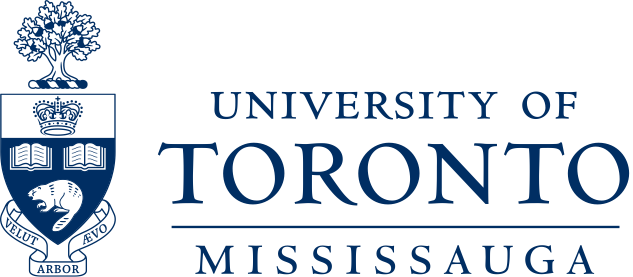 UNIVERSITY OF
TORONTO
MISSISSAUGA
VELUT
ARBOR
ÆVO